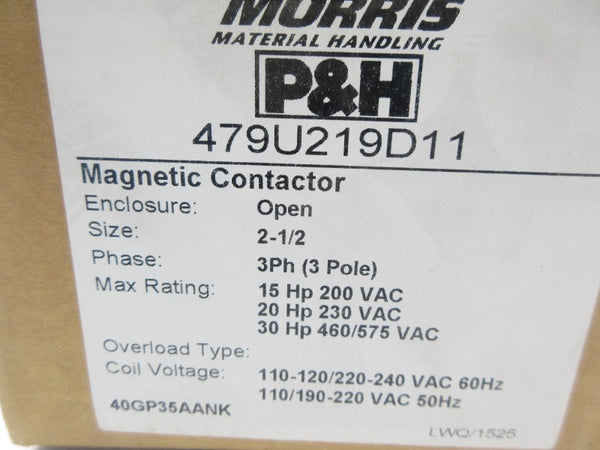 MORRIS
MATERIAL HANDLING
P&H
479U219D11
Magnetic Contactor
Enclosure: Open
Size: 2-1/2
Phase: 3Ph (3 Pole)
Max Rating: 15 Hp 200 VAC
20 Hp 230 VAC
30 Hp 460/575 VAC
Overload Type:
Coil Voltage: 110-120/220-240 VAC 60Hz
110/190-220 VAC 50Hz
40GP35AANK
LWQ/1525